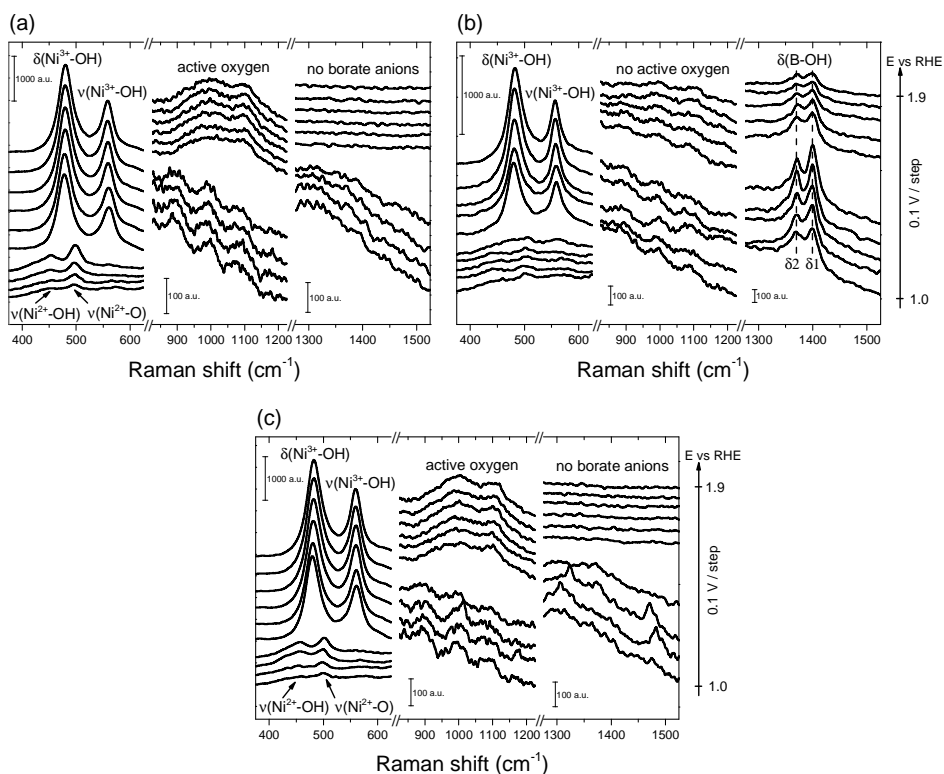 (a)
δ(Ni³⁺-OH)
ν(Ni³⁺-OH)
1000 a.u.
active oxygen
no borate anions
ν(Ni²⁺-OH)
ν(Ni²⁺-O)
100 a.u.
100 a.u.
400 500 600 900 1000 1100 1200 1300 1400 1500
Raman shift (cm⁻¹)
(b)
δ(Ni³⁺-OH)
ν(Ni³⁺-OH)
1000 a.u.
no active oxygen
δ(B-OH)
δ2 δ1
100 a.u.
100 a.u.
E vs RHE
1.9
0.1 V / step
1.0
400 500 600 900 1000 1100 1200 1300 1400 1500
Raman shift (cm⁻¹)
(c)
δ(Ni³⁺-OH)
ν(Ni³⁺-OH)
1000 a.u.
active oxygen
no borate anions
ν(Ni²⁺-OH)
ν(Ni²⁺-O)
100 a.u.
100 a.u.
E vs RHE
1.9
0.1 V / step
1.0
400 500 600 900 1000 1100 1200 1300 1400 1500
Raman shift (cm⁻¹)